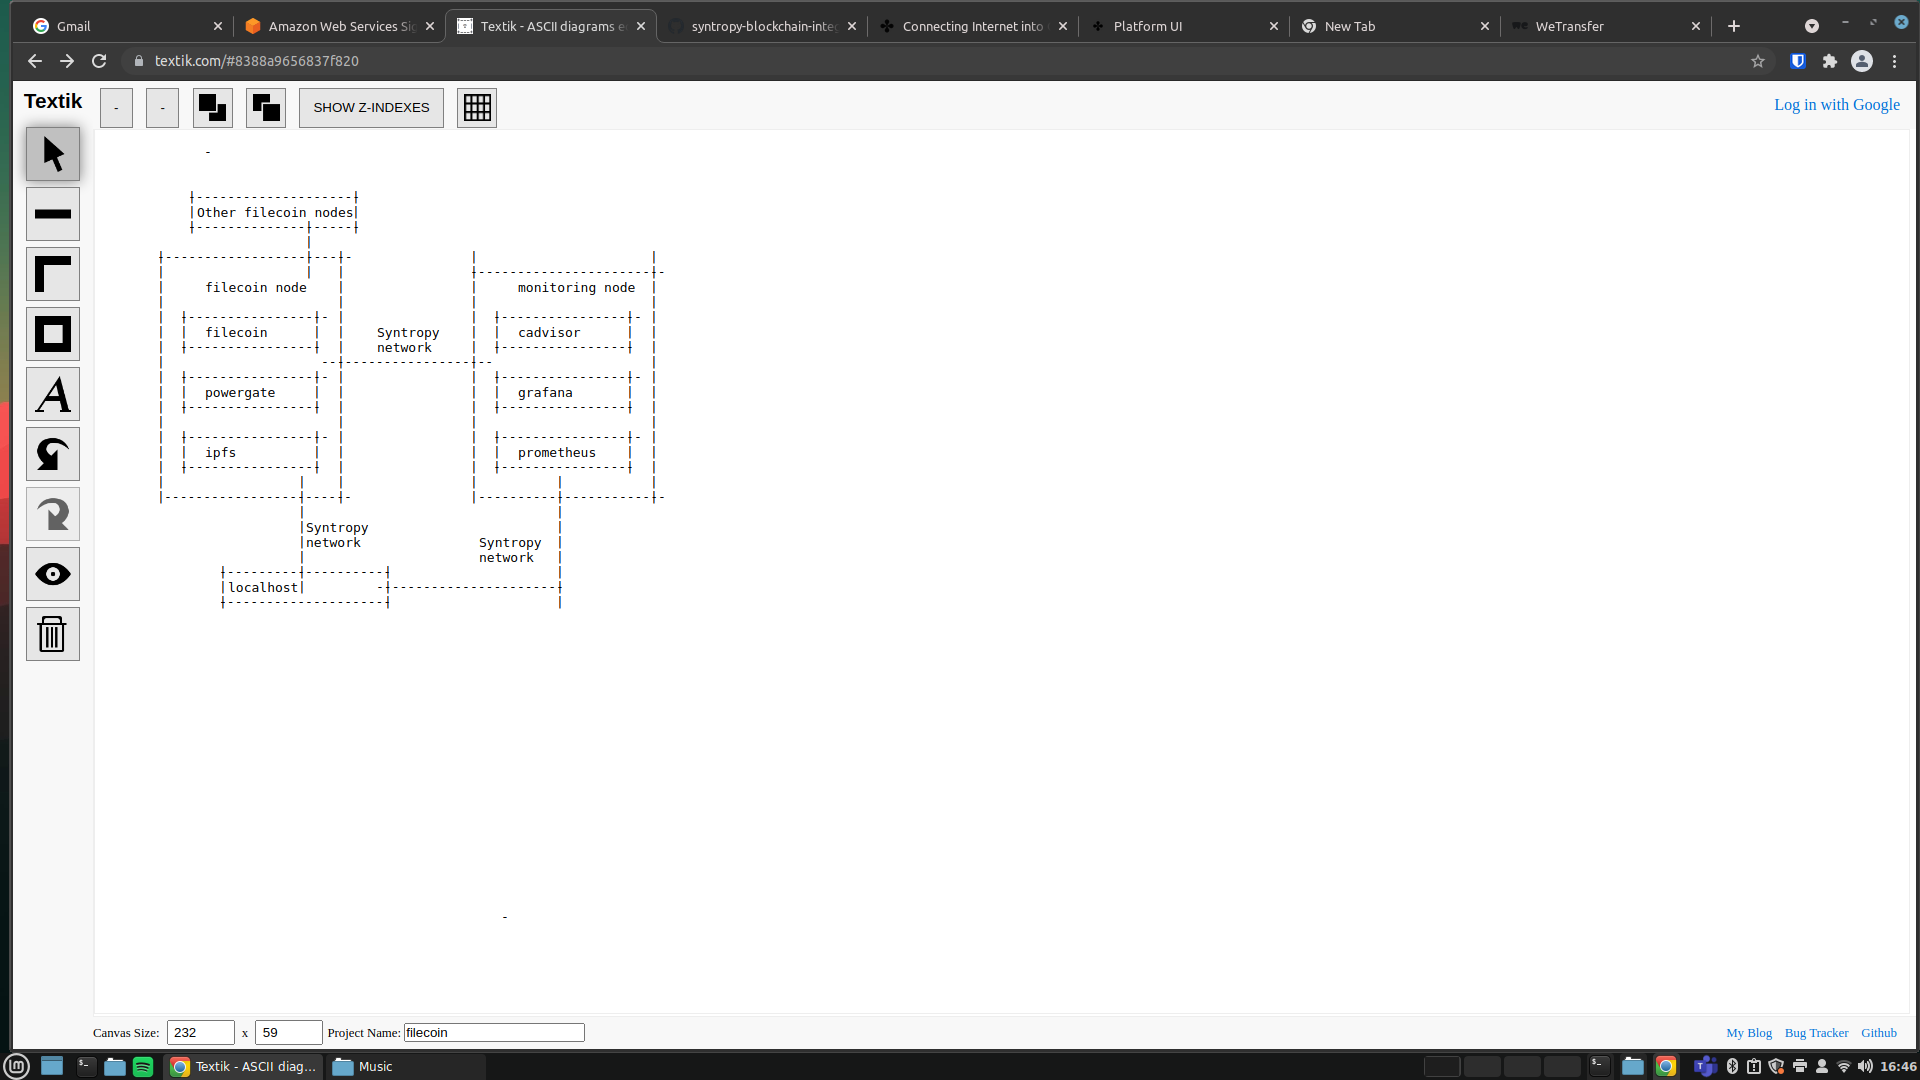 Gmail
Amazon Web Services Sig
Textik - ASCII diagrams e
syntropy-blockchain-integ
Connecting Internet into
Platform UI
New Tab
WeTransfer
textik.com/#8388a9656837f820
Textik
-
-
SHOW Z-INDEXES
Log in with Google
Other filecoin nodes
filecoin node
monitoring node
filecoin
Syntropy
network
cadvisor
powergate
grafana
ipfs
prometheus
Syntropy
network
Syntropy
network
localhost
Canvas Size: 232 x 59 Project Name: filecoin
My Blog Bug Tracker Github
Textik - ASCII diag...
Music
16:46